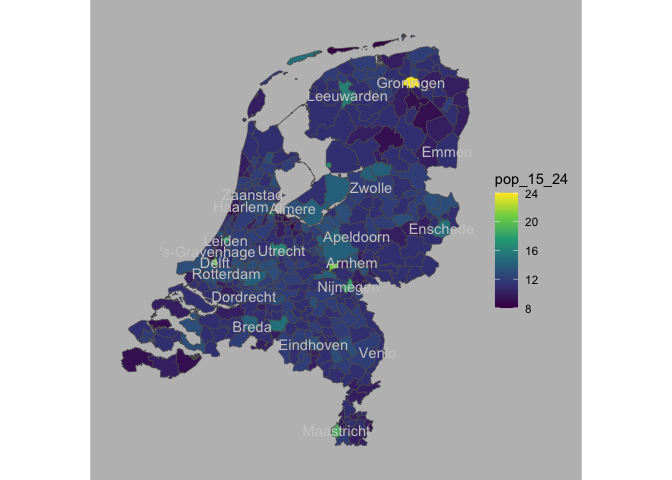 Groningen
Leeuwarden
Emmen
Zwolle
Zaanstad
Haarlem
Almere
Enschede
Apeldoorn
Leiden
's-Gravenhage
Utrecht
Delft
Arnhem
Rotterdam
Nijmegen
Dordrecht
Breda
Eindhoven
Venlo
Maastricht
pop_15_24
24
20
16
12
8